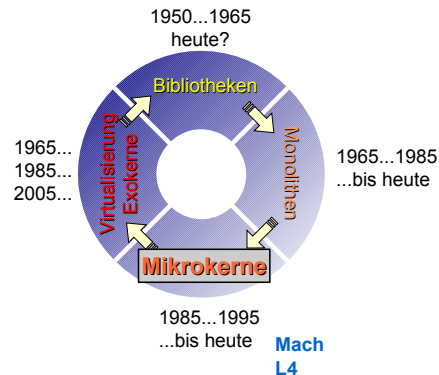 1950...1965
heute?
Bibliotheken
Monolithen
1965...1985
...bis heute
Mikrokerne
1985...1995
...bis heute
Mach
L4
Virtualisierung
Exokerne
1965...
1985...
2005...